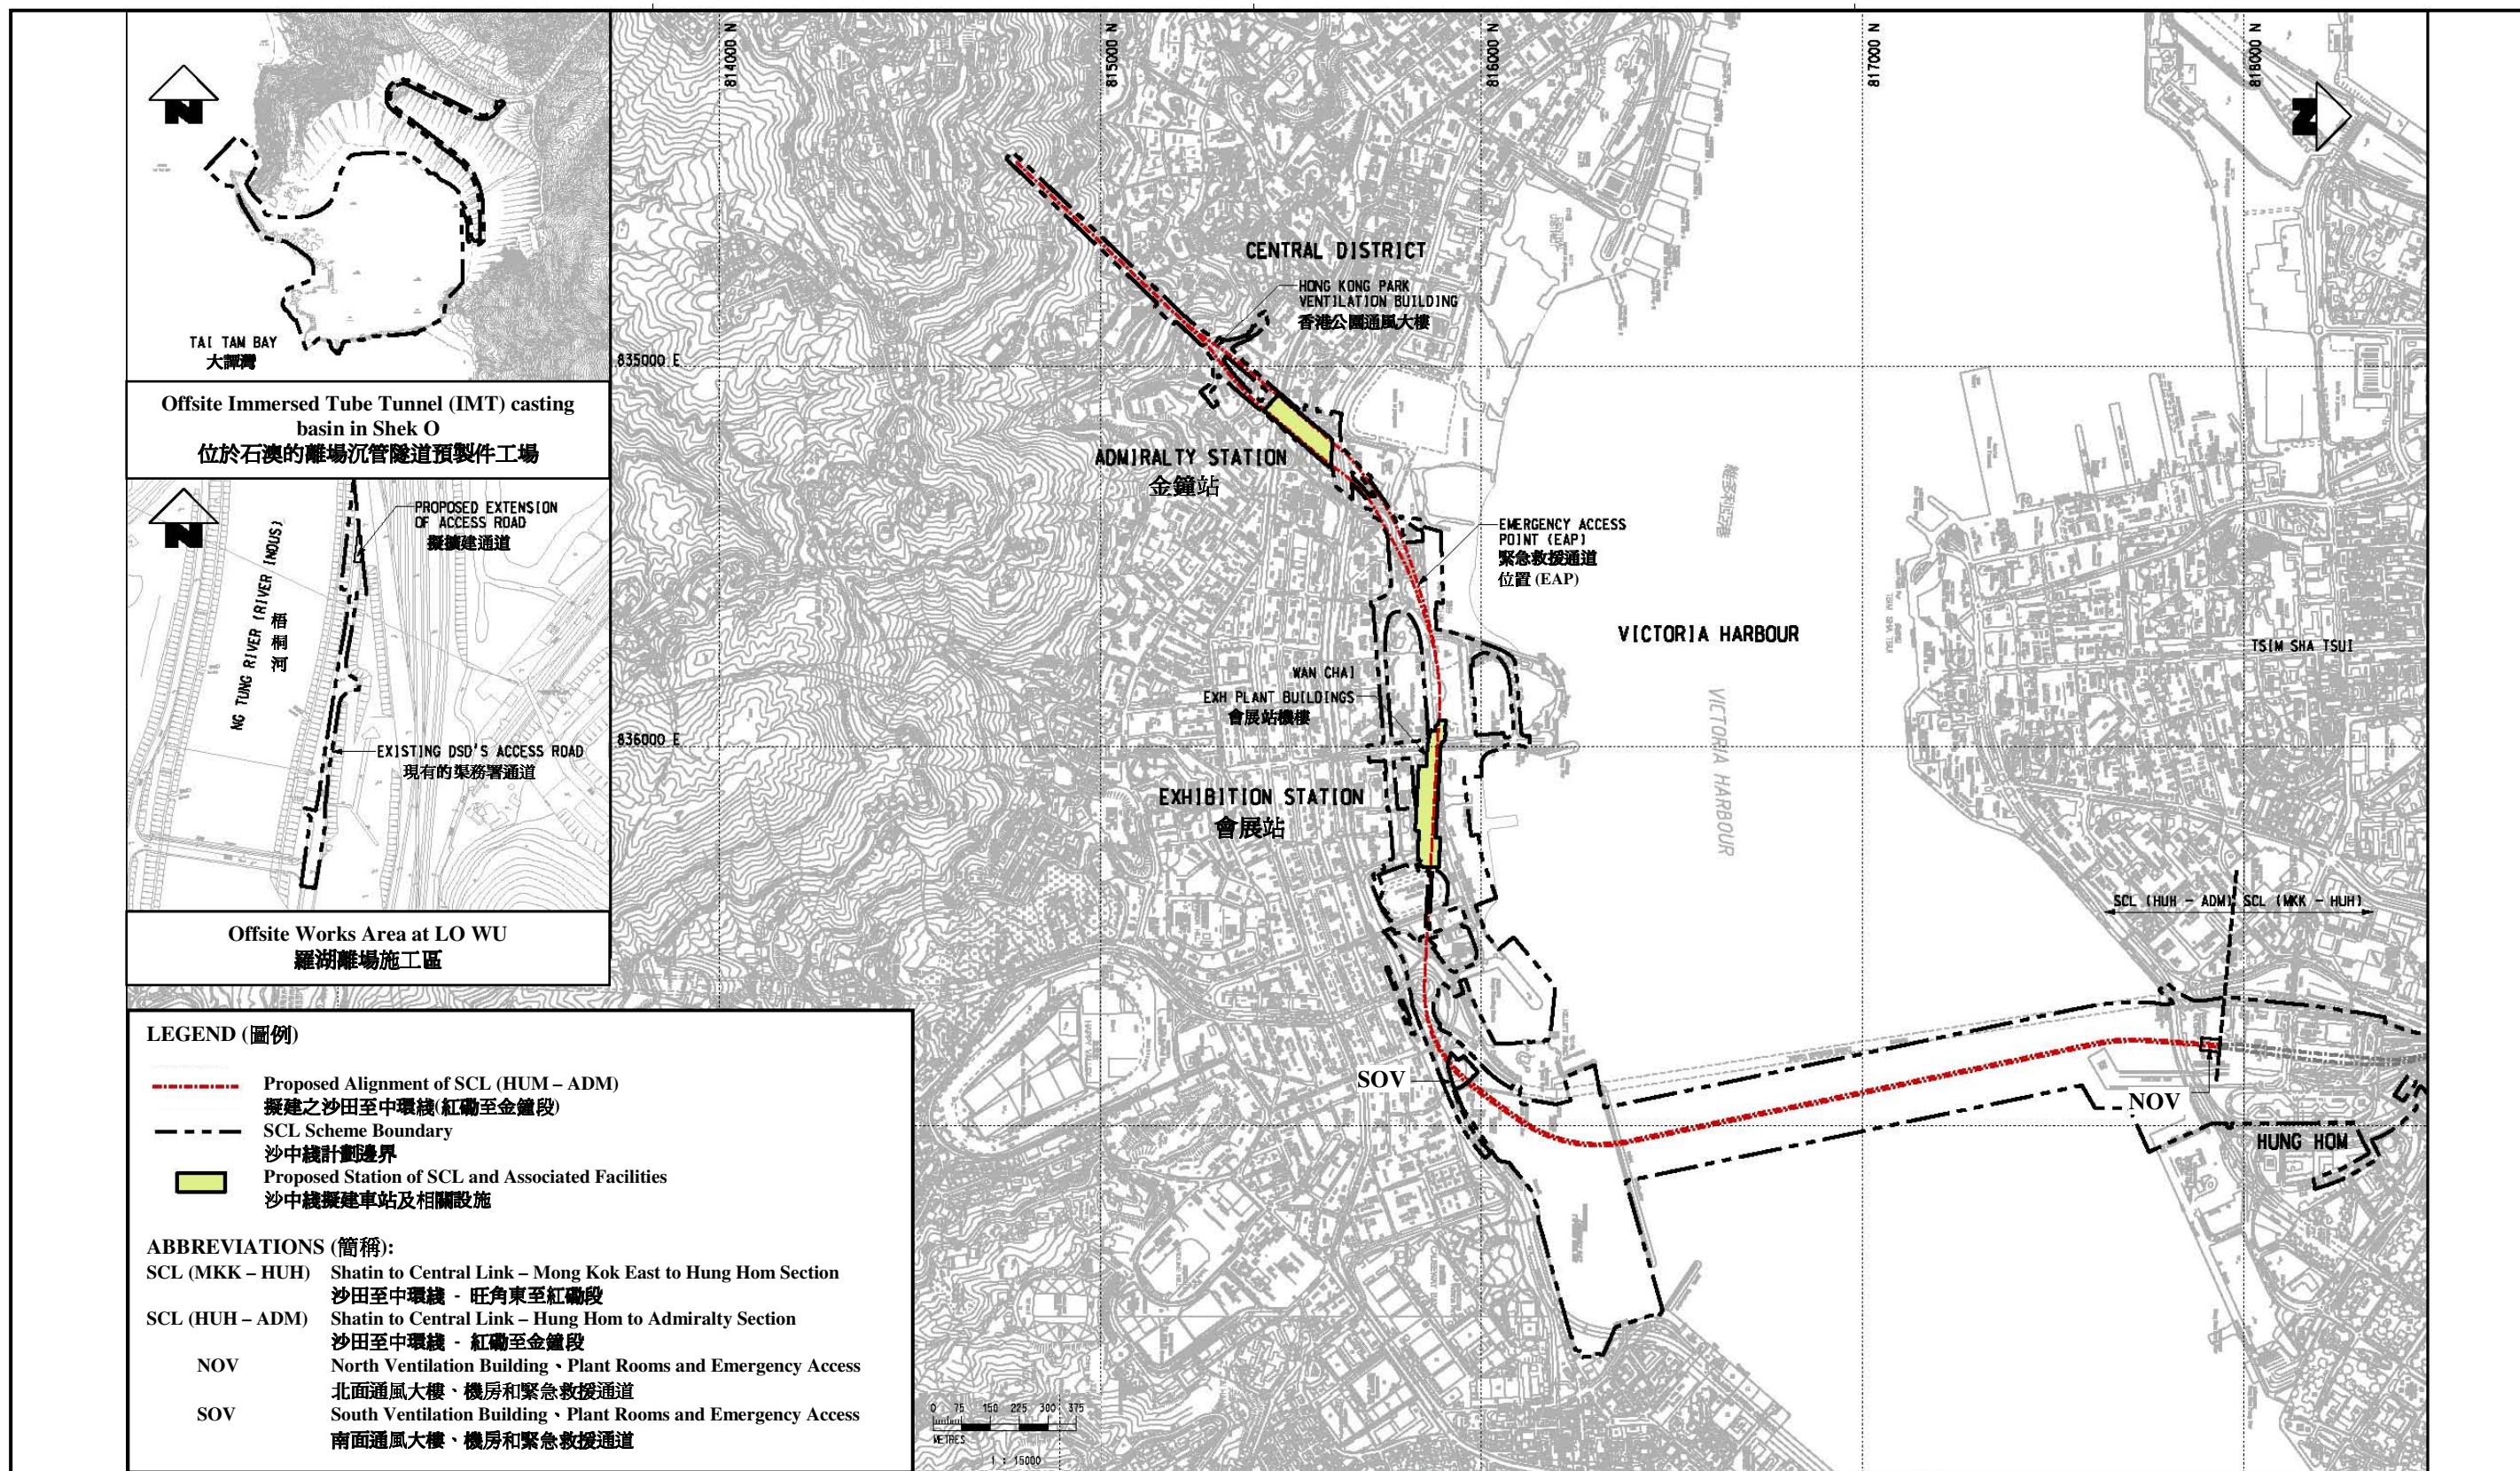 N
TAI TAM BAY
大譚灣
Offsite Immersed Tube Tunnel (IMT) casting
basin in Shek O
位於石澳的離場沉管隧道預製件工場
N
PROPOSED EXTENSION
OF ACCESS ROAD
擬擴建通道
NG TUNG RIVER (RIVER INDUS)
梧桐河
EXISTING DSD'S ACCESS ROAD
現有的渠務署通道
Offsite Works Area at LO WU
羅湖離場施工區
814000 N
815000 N
816000 N
817000 N
818000 N
N
CENTRAL DISTRICT
HONG KONG PARK
VENTILATION BUILDING
香港公園通風大樓
835000 E
ADMIRALTY STATION
金鐘站
EMERGENCY ACCESS
POINT (EAP)
緊急救援通道
位置 (EAP)
維多利亞港
VICTORIA HARBOUR
TSIM SHA TSUI
WAN CHAI
EXH PLANT BUILDINGS
會展站機樓
836000 E
VICTORIA HARBOUR
EXHIBITION STATION
會展站
SCL (HUH - ADM) SCL (MKK - HUH)
SOV
NOV
HUNG HOM
HAPPY VALLEY
LEGEND (圖例)
Proposed Alignment of SCL (HUM – ADM)
擬建之沙田至中環綫(紅磡至金鐘段)
SCL Scheme Boundary
沙中綫計劃邊界
Proposed Station of SCL and Associated Facilities
沙中綫擬建車站及相關設施
ABBREVIATIONS (簡稱):
SCL (MKK – HUH) Shatin to Central Link – Mong Kok East to Hung Hom Section
沙田至中環綫 - 旺角東至紅磡段
SCL (HUH – ADM) Shatin to Central Link – Hung Hom to Admiralty Section
沙田至中環綫 - 紅磡至金鐘段
NOV North Ventilation Building、Plant Rooms and Emergency Access
北面通風大樓、機房和緊急救援通道
SOV South Ventilation Building、Plant Rooms and Emergency Access
南面通風大樓、機房和緊急救援通道
0 75 150 225 300 375
METRES
1 : 15000